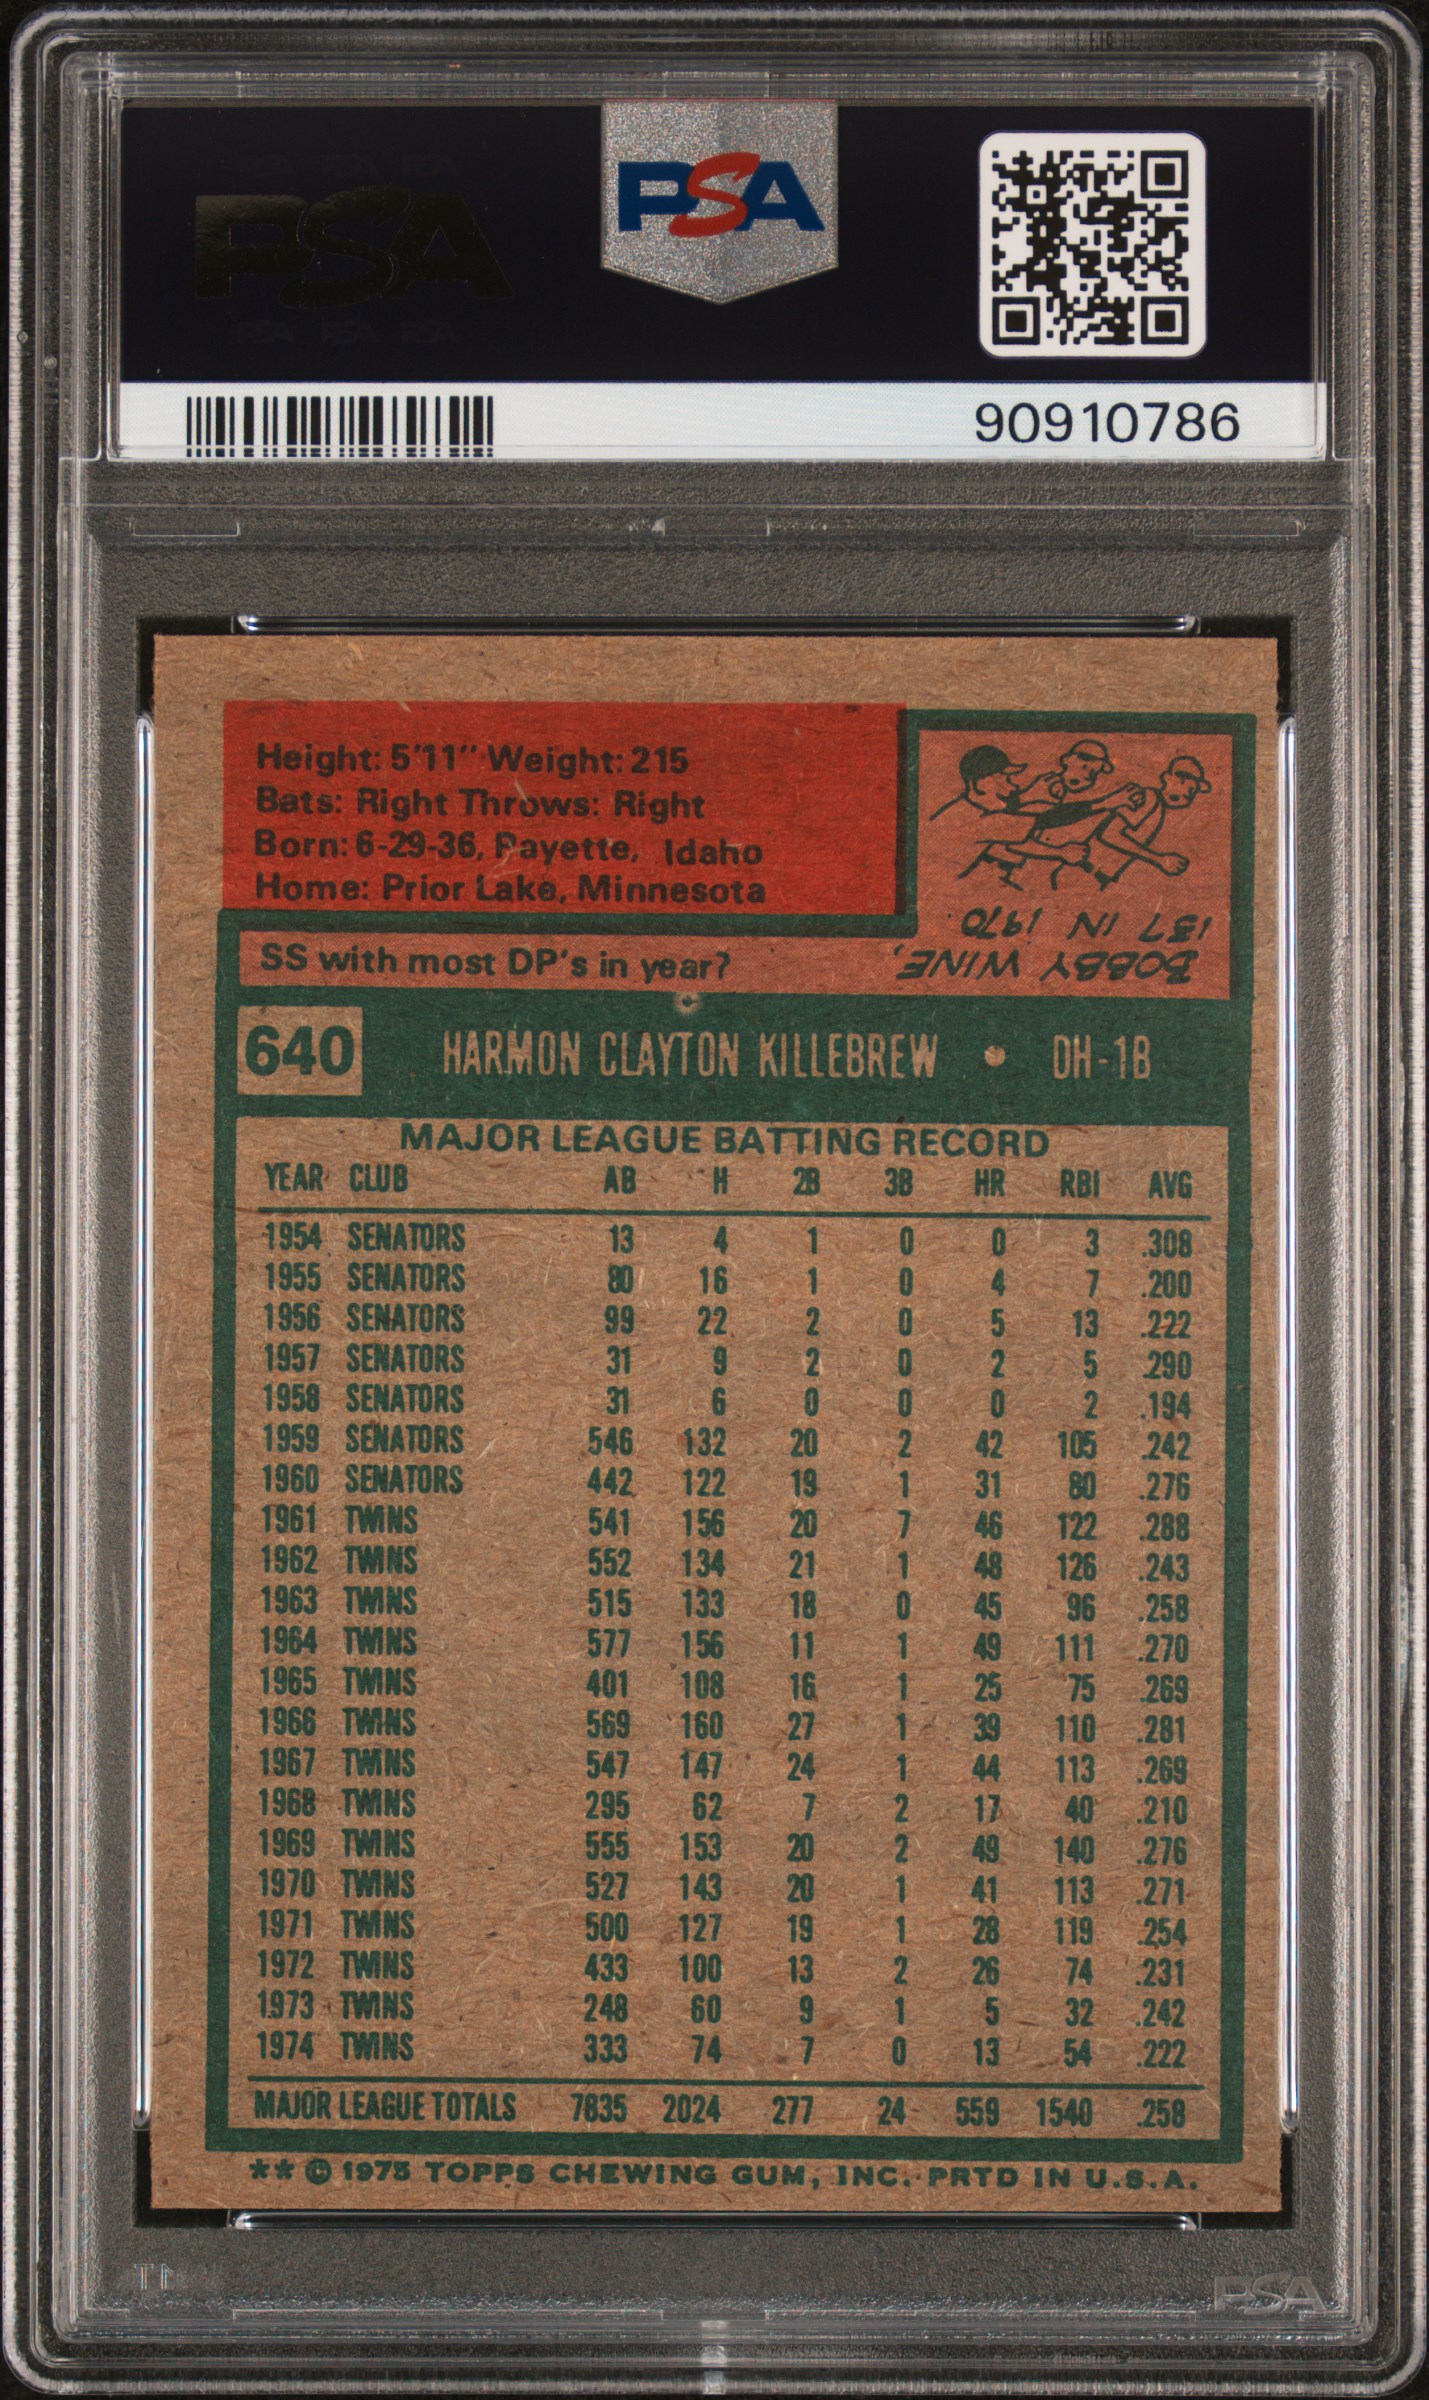 PSA
PSA
90910786
Height: 5'11" Weight: 215
Bats: Right Throws: Right
Born: 6-29-36, Payette, Idaho
Home: Prior Lake, Minnesota
SS with most DP's in year?
BOBBY WINE,
137 IN 1970
640 HARMON CLAYTON KILLEBREW • DH-1B
MAJOR LEAGUE BATTING RECORD
YEAR CLUB AB H 2B 3B HR RBI AVG
1954 SENATORS 13 4 1 0 0 3 .308
1955 SENATORS 80 16 1 0 4 7 .200
1956 SENATORS 99 22 2 0 5 13 .222
1957 SENATORS 31 9 2 0 2 5 .290
1958 SENATORS 31 6 0 0 0 2 .194
1959 SENATORS 546 132 20 2 42 105 .242
1960 SENATORS 442 122 19 1 31 80 .276
1961 TWINS 541 156 20 7 46 122 .288
1962 TWINS 552 134 21 1 48 126 .243
1963 TWINS 515 133 18 0 45 96 .258
1964 TWINS 577 156 11 1 49 111 .270
1965 TWINS 401 108 16 1 25 75 .269
1966 TWINS 569 160 27 1 39 110 .281
1967 TWINS 547 147 24 1 44 113 .269
1968 TWINS 295 62 7 2 17 40 .210
1969 TWINS 555 153 20 2 49 140 .276
1970 TWINS 527 143 20 1 41 113 .271
1971 TWINS 500 127 19 1 28 119 .254
1972 TWINS 433 100 13 2 26 74 .231
1973 TWINS 248 60 9 1 5 32 .242
1974 TWINS 333 74 7 0 13 54 .222
MAJOR LEAGUE TOTALS 7835 2024 277 24 559 1540 .258
** © 1975 TOPPS CHEWING GUM, INC. PRTD IN U.S.A.
PSA